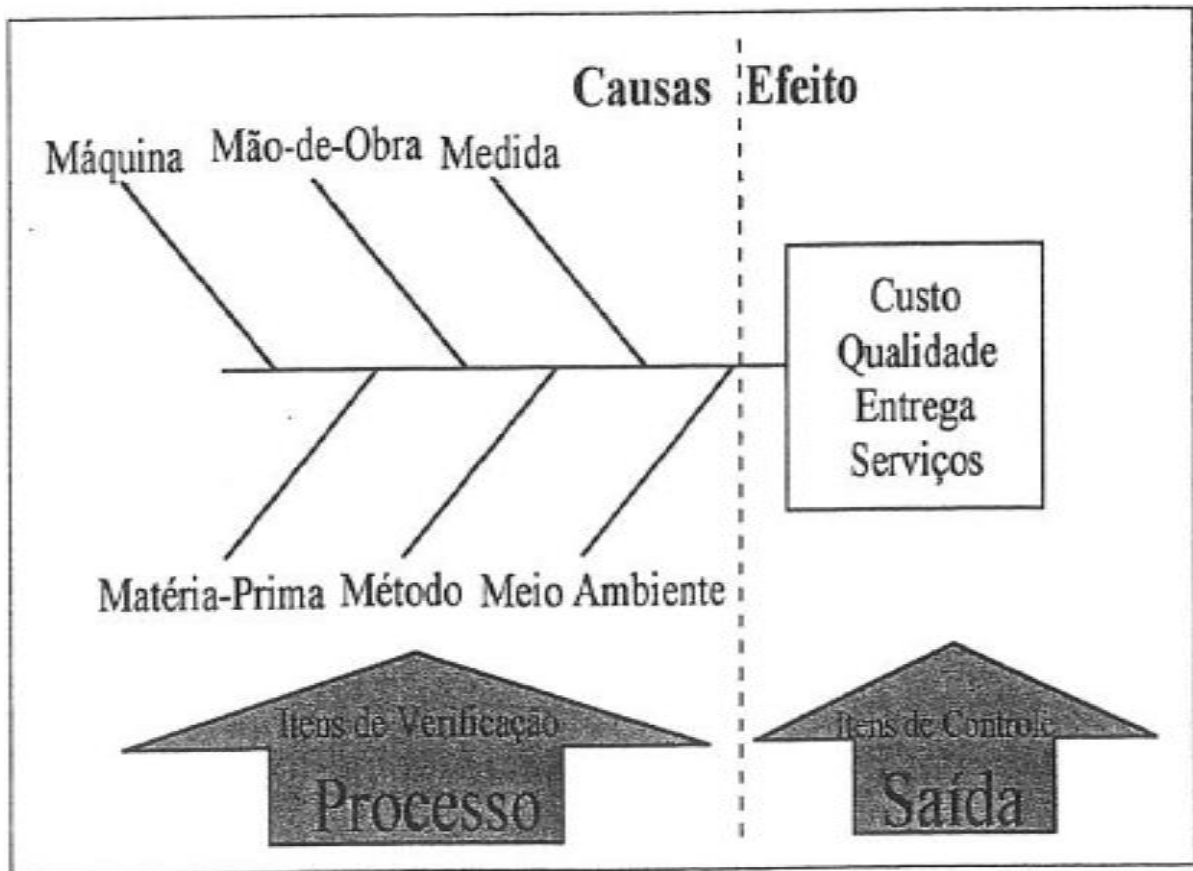 Causas Efeito
Máquina Mão-de-Obra Medida
Custo
Qualidade
Entrega
Serviços
Matéria-Prima Método Meio Ambiente
Itens de Verificação Itens de Controle
Processo Saída